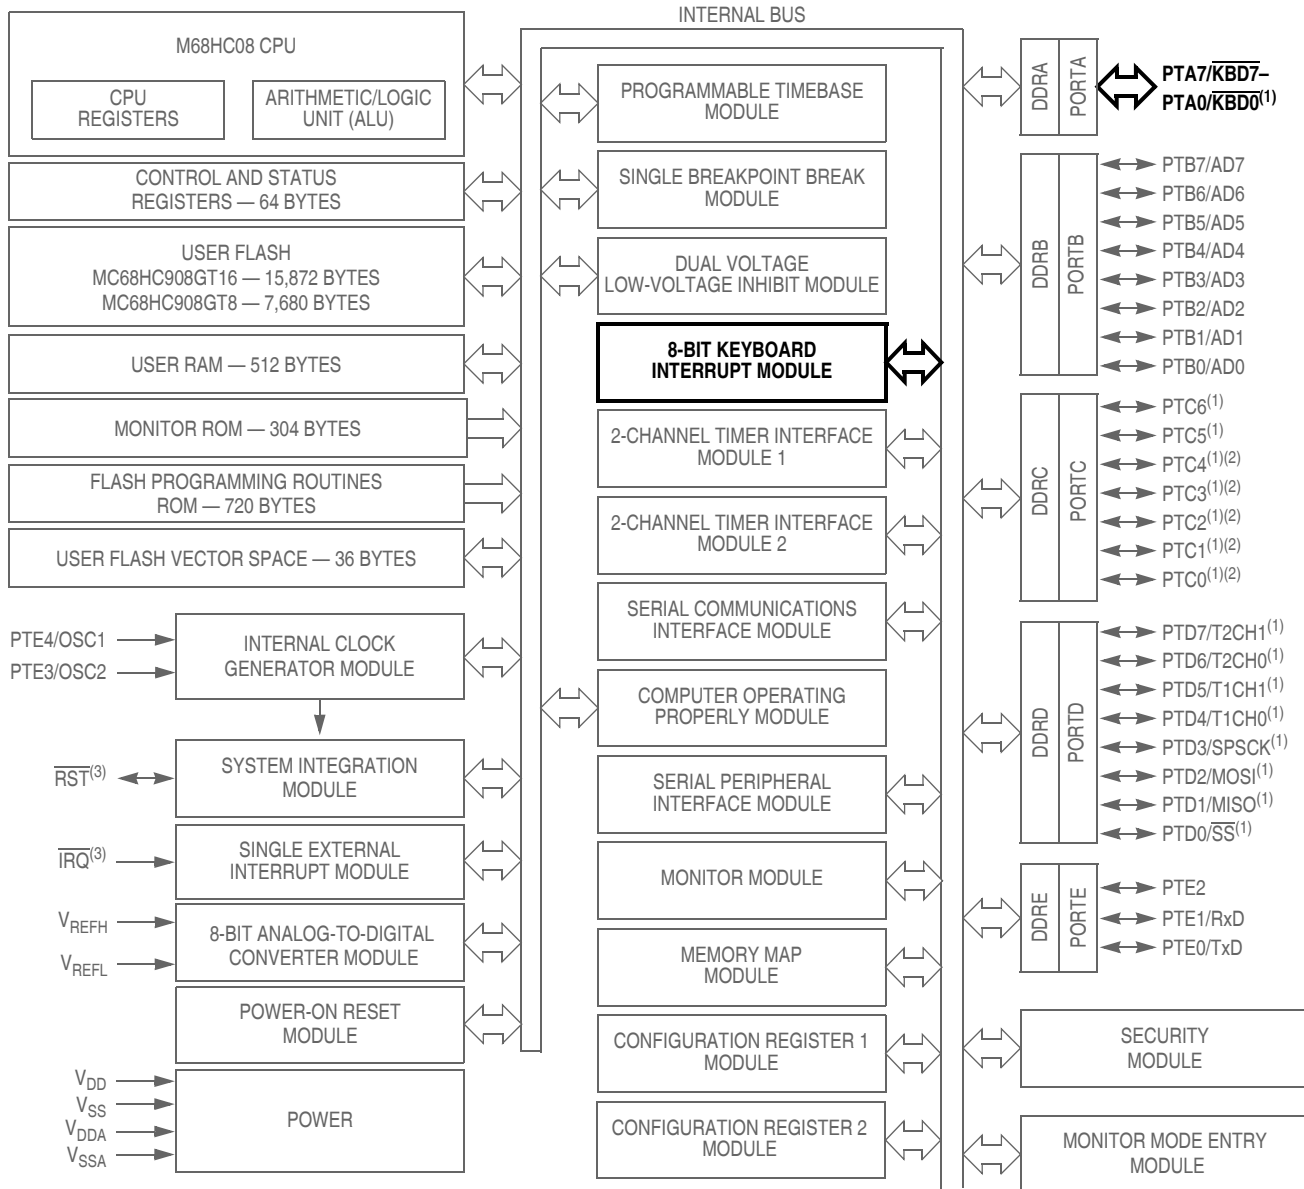 INTERNAL BUS
M68HC08 CPU
CPU
REGISTERS
ARITHMETIC/LOGIC
UNIT (ALU)
CONTROL AND STATUS
REGISTERS — 64 BYTES
USER FLASH
MC68HC908GT16 — 15,872 BYTES
MC68HC908GT8 — 7,680 BYTES
USER RAM — 512 BYTES
MONITOR ROM — 304 BYTES
FLASH PROGRAMMING ROUTINES
ROM — 720 BYTES
USER FLASH VECTOR SPACE — 36 BYTES
PTE4/OSC1
PTE3/OSC2
INTERNAL CLOCK
GENERATOR MODULE
RST(3)
SYSTEM INTEGRATION
MODULE
IRQ(3)
SINGLE EXTERNAL
INTERRUPT MODULE
VREFH
VREFL
8-BIT ANALOG-TO-DIGITAL
CONVERTER MODULE
POWER-ON RESET
MODULE
VDD
VSS
VDDA
VSSA
POWER
PROGRAMMABLE TIMEBASE
MODULE
SINGLE BREAKPOINT BREAK
MODULE
DUAL VOLTAGE
LOW-VOLTAGE INHIBIT MODULE
8-BIT KEYBOARD
INTERRUPT MODULE
2-CHANNEL TIMER INTERFACE
MODULE 1
2-CHANNEL TIMER INTERFACE
MODULE 2
SERIAL COMMUNICATIONS
INTERFACE MODULE
COMPUTER OPERATING
PROPERLY MODULE
SERIAL PERIPHERAL
INTERFACE MODULE
MONITOR MODULE
MEMORY MAP
MODULE
CONFIGURATION REGISTER 1
MODULE
CONFIGURATION REGISTER 2
MODULE
DDRA
PORTA
PTA7/KBD7–
PTA0/KBD0(1)
DDRB
PORTB
PTB7/AD7
PTB6/AD6
PTB5/AD5
PTB4/AD4
PTB3/AD3
PTB2/AD2
PTB1/AD1
PTB0/AD0
DDRC
PORTC
PTC6(1)
PTC5(1)
PTC4(1)(2)
PTC3(1)(2)
PTC2(1)(2)
PTC1(1)(2)
PTC0(1)(2)
DDRD
PORTD
PTD7/T2CH1(1)
PTD6/T2CH0(1)
PTD5/T1CH1(1)
PTD4/T1CH0(1)
PTD3/SPSCK(1)
PTD2/MOSI(1)
PTD1/MISO(1)
PTD0/SS(1)
DDRE
PORTE
PTE2
PTE1/RxD
PTE0/TxD
SECURITY
MODULE
MONITOR MODE ENTRY
MODULE